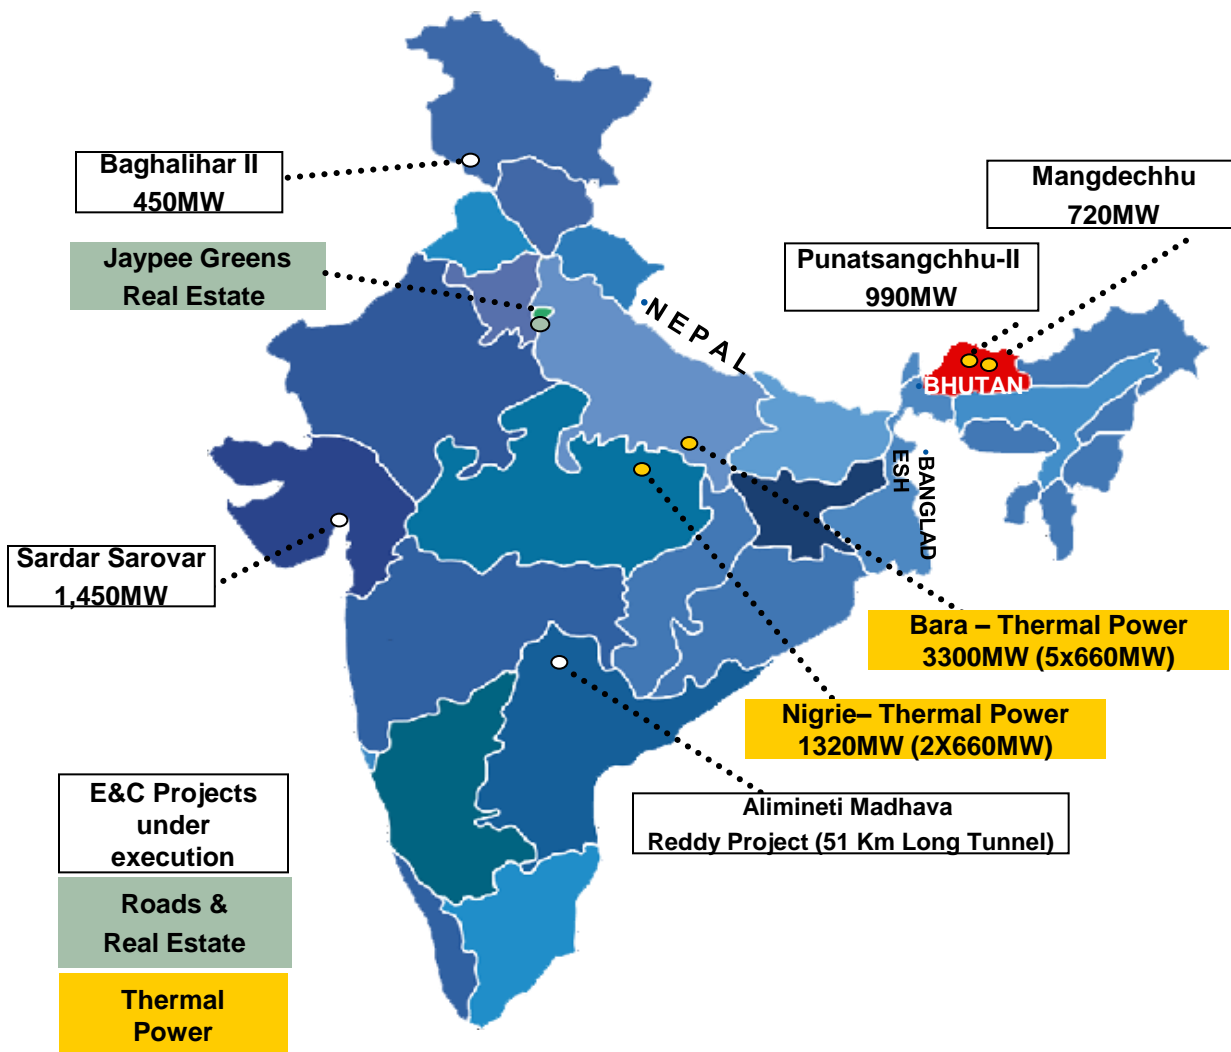 Baghalihar II
450MW
Mangdechhu
720MW
Jaypee Greens
Real Estate
Punatsangchhu-II
990MW
NEPAL
BHUTAN
BANGLAD
ESH
Sardar Sarovar
1,450MW
Bara – Thermal Power
3300MW (5x660MW)
Nigrie– Thermal Power
1320MW (2X660MW)
Alimineti Madhava
Reddy Project (51 Km Long Tunnel)
E&C Projects
under
execution
Roads &
Real Estate
Thermal
Power